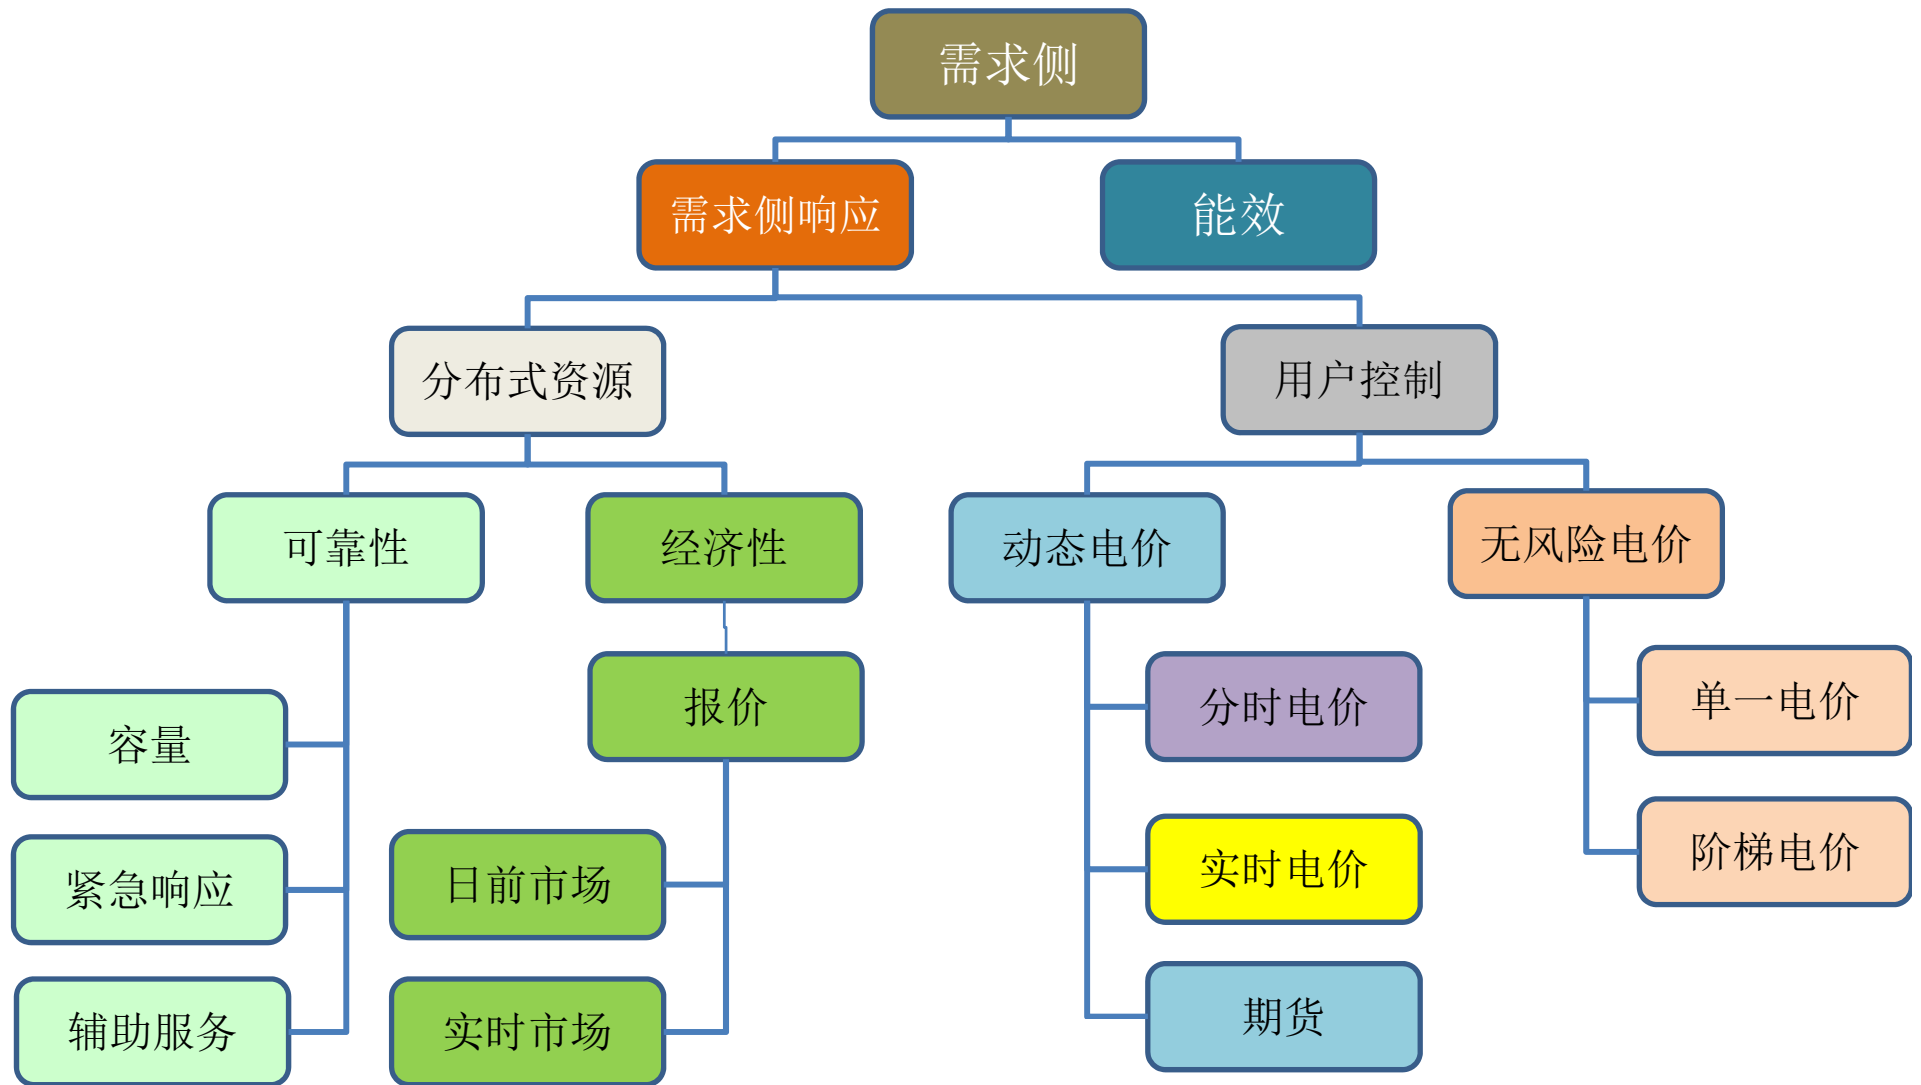 需求侧
需求侧响应
能效
分布式资源
用户控制
可靠性
经济性
动态电价
无风险电价
容量
紧急响应
辅助服务
报价
日前市场
实时市场
分时电价
实时电价
期货
单一电价
阶梯电价